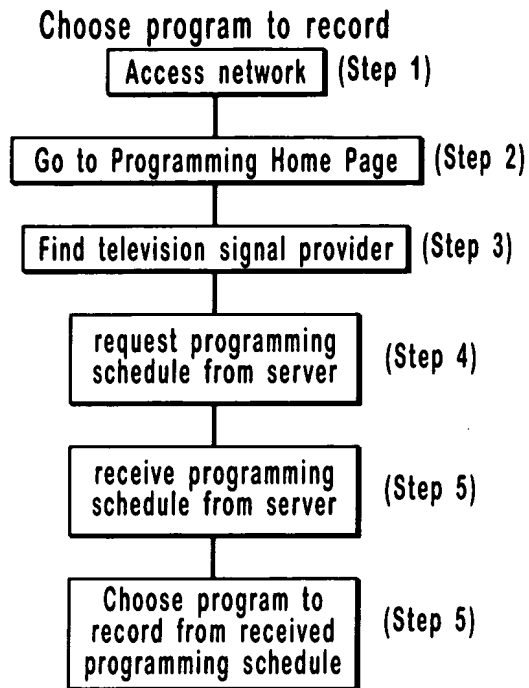 Choose program to record
Access network (Step 1)
Go to Programming Home Page (Step 2)
Find television signal provider (Step 3)
request programming
schedule from server
(Step 4)
receive programming
schedule from server
(Step 5)
Choose program to
record from received
programming schedule
(Step 5)